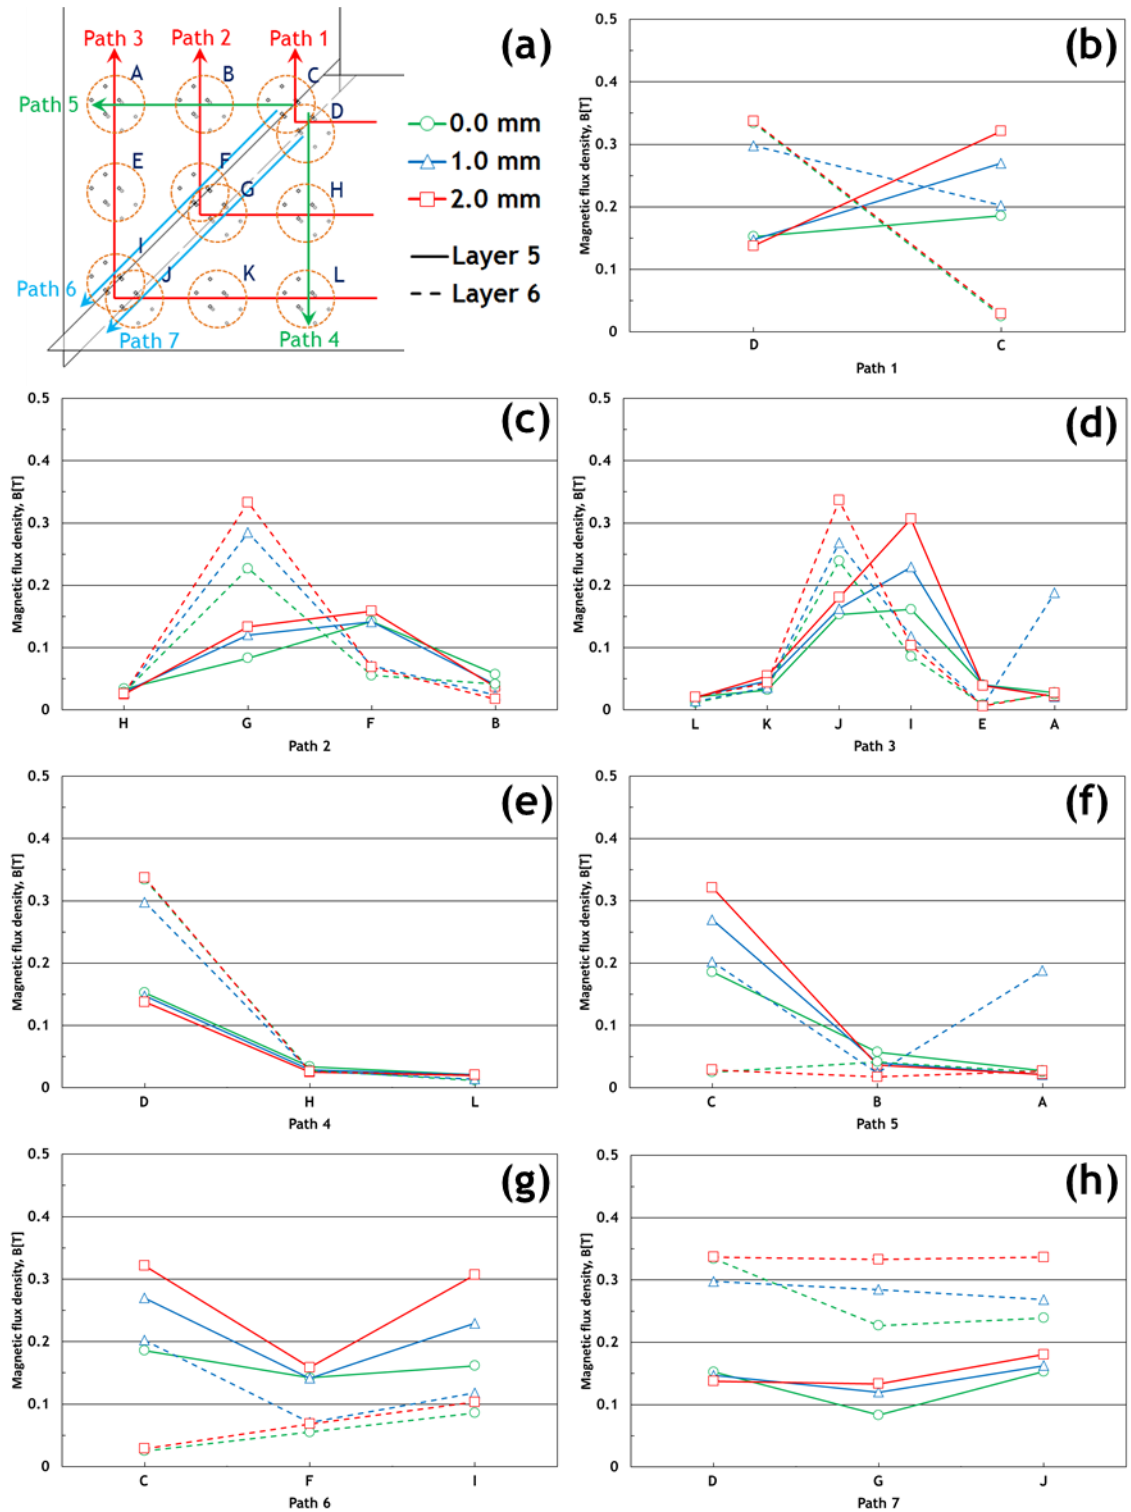 (a)
Path 3
Path 2
Path 1
A
B
C
Path 5
D
E
F
G
H
I
J
K
L
Path 6
Path 7
Path 4
0.0 mm
1.0 mm
2.0 mm
Layer 5
Layer 6
(b)
Magnetic flux density, B[T]
0.5
0.4
0.3
0.2
0.1
0
D C
Path 1
(c)
Magnetic flux density, B[T]
0.5
0.4
0.3
0.2
0.1
0
H G F B
Path 2
(d)
Magnetic flux density, B[T]
0.5
0.4
0.3
0.2
0.1
0
L K J I E A
Path 3
(e)
Magnetic flux density, B[T]
0.5
0.4
0.3
0.2
0.1
0
D H L
Path 4
(f)
Magnetic flux density, B[T]
0.5
0.4
0.3
0.2
0.1
0
C B A
Path 5
(g)
Magnetic flux density, B[T]
0.5
0.4
0.3
0.2
0.1
0
C F I
Path 6
(h)
Magnetic flux density, B[T]
0.5
0.4
0.3
0.2
0.1
0
D G J
Path 7